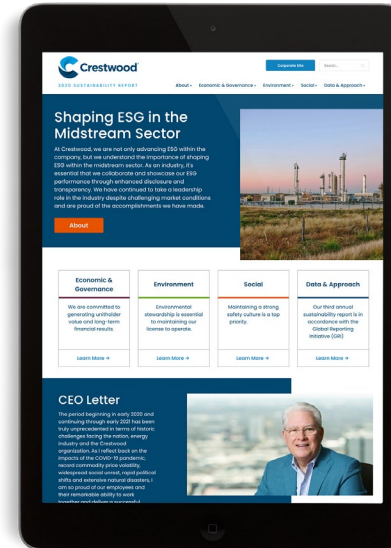 Crestwood
2020 SUSTAINABILITY REPORT
Corporate Site
Search...
About
Economic & Governance
Environment
Social
Data & Approach
Shaping ESG in the
Midstream Sector
At Crestwood, we are not only advancing ESG within the
company, but we understand the importance of shaping
ESG within the midstream sector. As an industry, it's
essential that we collaborate and showcase our ESG
performance through enhanced disclosure and
transparency. We have continued to take a leadership
role in the industry despite challenging market conditions
and are proud of the accomplishments we have made.
About
Economic &
Governance
We are committed to
generating unitholder
value and long-term
financial results.
Learn More →
Environment
Environmental
stewardship is essential
to maintaining our
license to operate.
Learn More →
Social
Maintaining a strong
safety culture is a top
priority.
Learn More →
Data & Approach
Our third annual
sustainability report is in
accordance with the
Global Reporting
Initiative (GRI)
Learn More →
CEO Letter
The period beginning in early 2020 and
continuing through early 2021 has been
truly unprecedented in terms of historic
challenges facing the nation, energy
industry and the Crestwood
organization. As I reflect back on the
impacts of the COVID-19 pandemic,
record commodity price volatility,
widespread social unrest, rapid political
shifts and extensive natural disasters, I
am so proud of our employees and
their remarkable ability to work
together and deliver a successful